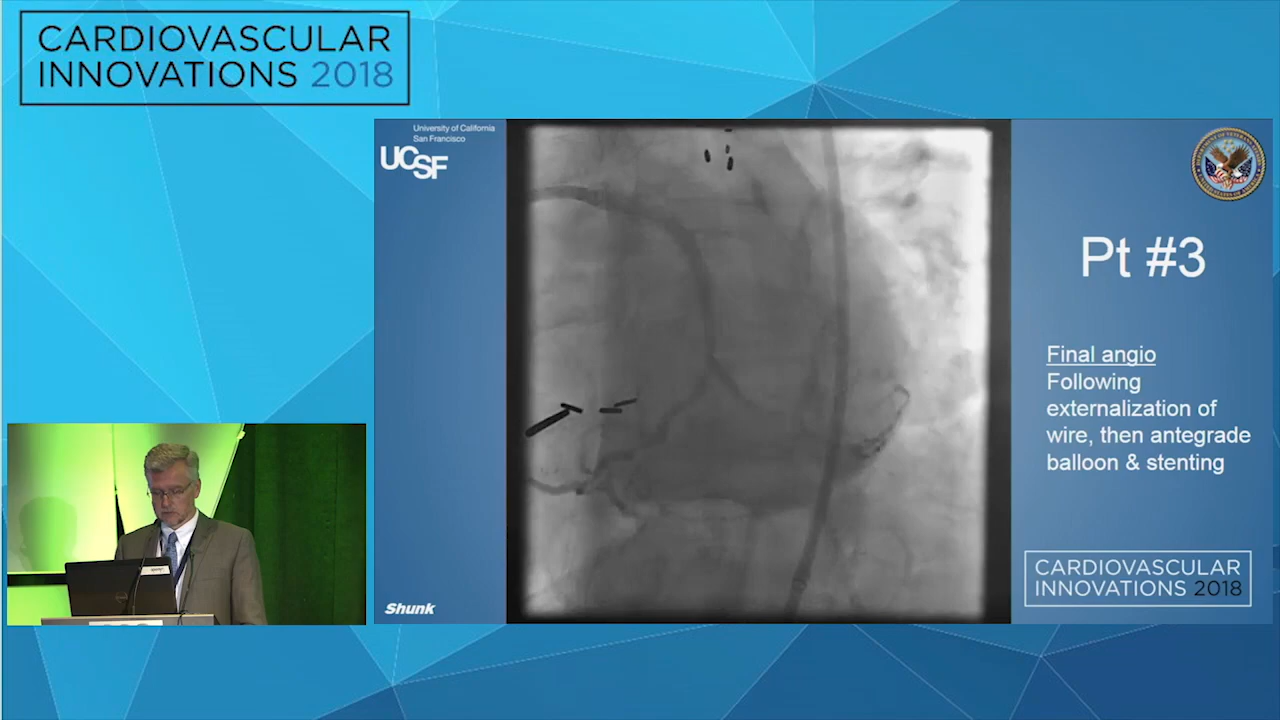 CARDIOVASCULAR
INNOVATIONS 2018
University of California
San Francisco
UCSF
Pt #3
Final angio
Following
externalization of
wire, then antegrade
balloon & stenting
CARDIOVASCULAR
INNOVATIONS 2018
Shunk